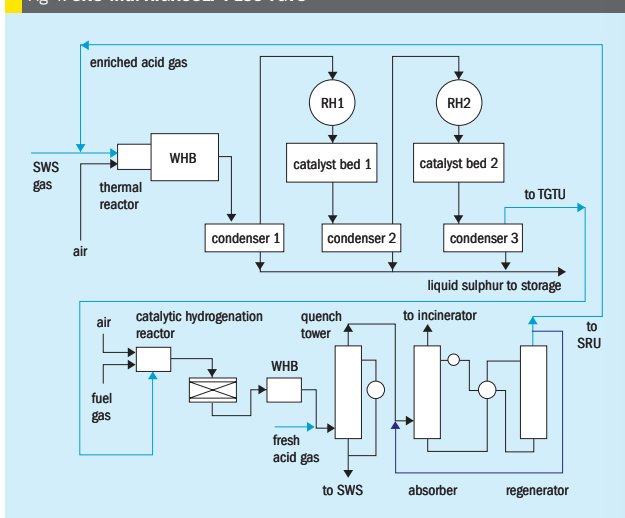 enriched acid gas
RH1
RH2
WHB
catalyst bed 1
catalyst bed 2
SWS
gas
thermal
reactor
to TGTU
condenser 1
condenser 2
condenser 3
air
liquid sulphur to storage
air
catalytic hydrogenation
reactor
quench
tower
to incinerator
to
SRU
WHB
fuel
gas
fresh
acid gas
to SWS
absorber
regenerator